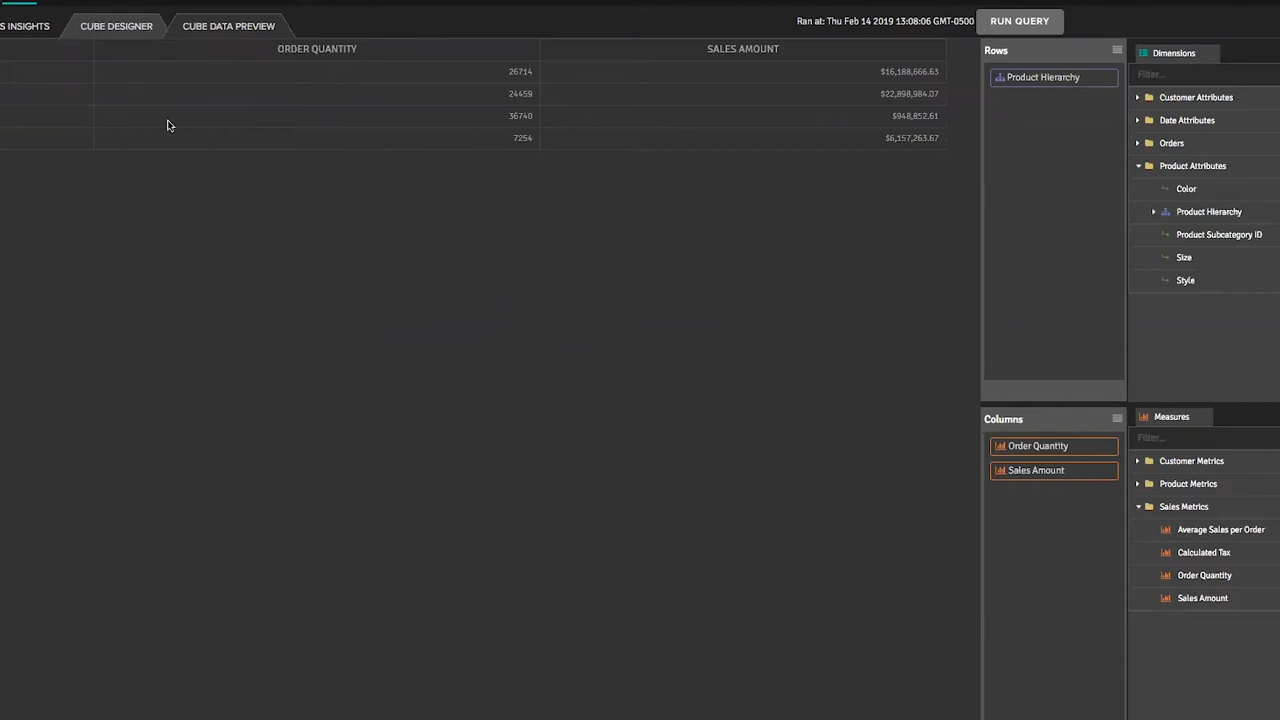 S INSIGHTS
CUBE DESIGNER
CUBE DATA PREVIEW
Ran at: Thu Feb 14 2019 13:08:06 GMT-0500
RUN QUERY
ORDER QUANTITY SALES AMOUNT
26714 $16,188,666.63
24459 $22,898,984.07
36740 $948,852.61
7254 $6,157,263.67
Rows
Product Hierarchy
Dimensions
Filter...
Customer Attributes
Date Attributes
Orders
Product Attributes
Color
Product Hierarchy
Product Subcategory ID
Size
Style
Columns
Order Quantity
Sales Amount
Measures
Filter...
Customer Metrics
Product Metrics
Sales Metrics
Average Sales per Order
Calculated Tax
Order Quantity
Sales Amount